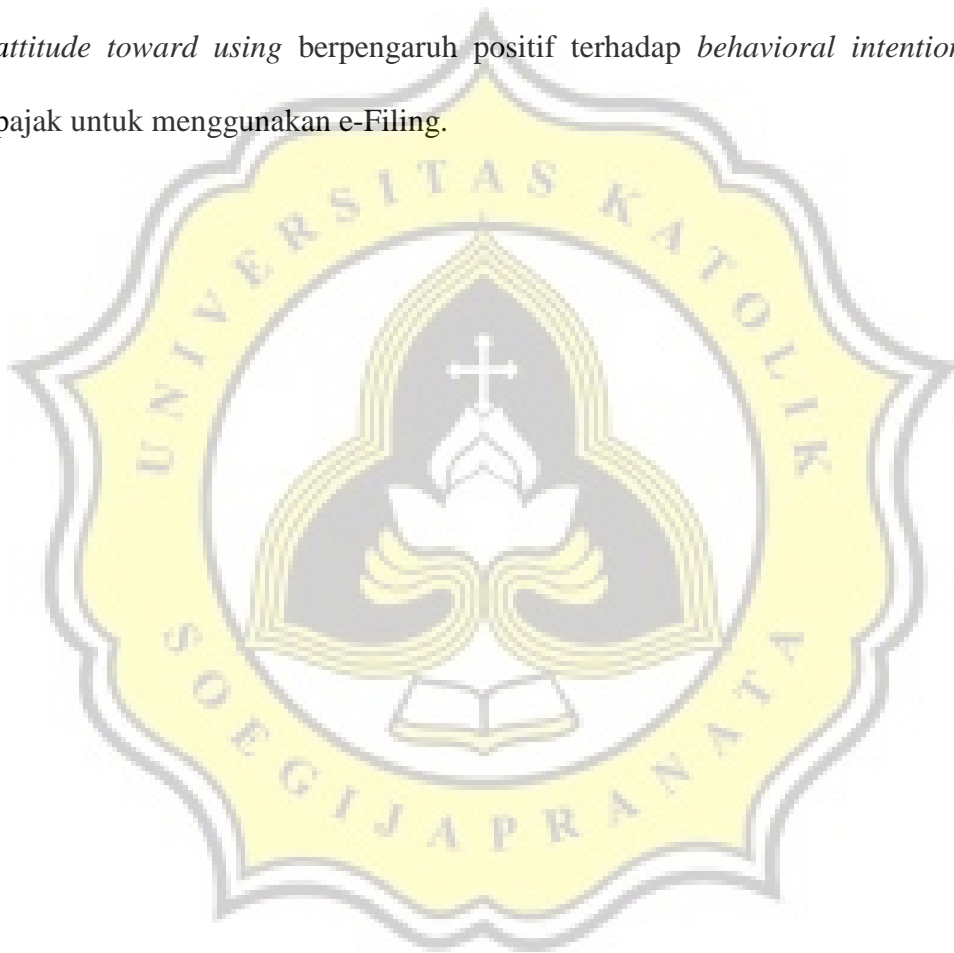 attitude toward using berpengaruh positif terhadap behavioral intention
pajak untuk menggunakan e-Filing.
UNIVERSITAS KATOLIK
SOEGIJAPRANATA